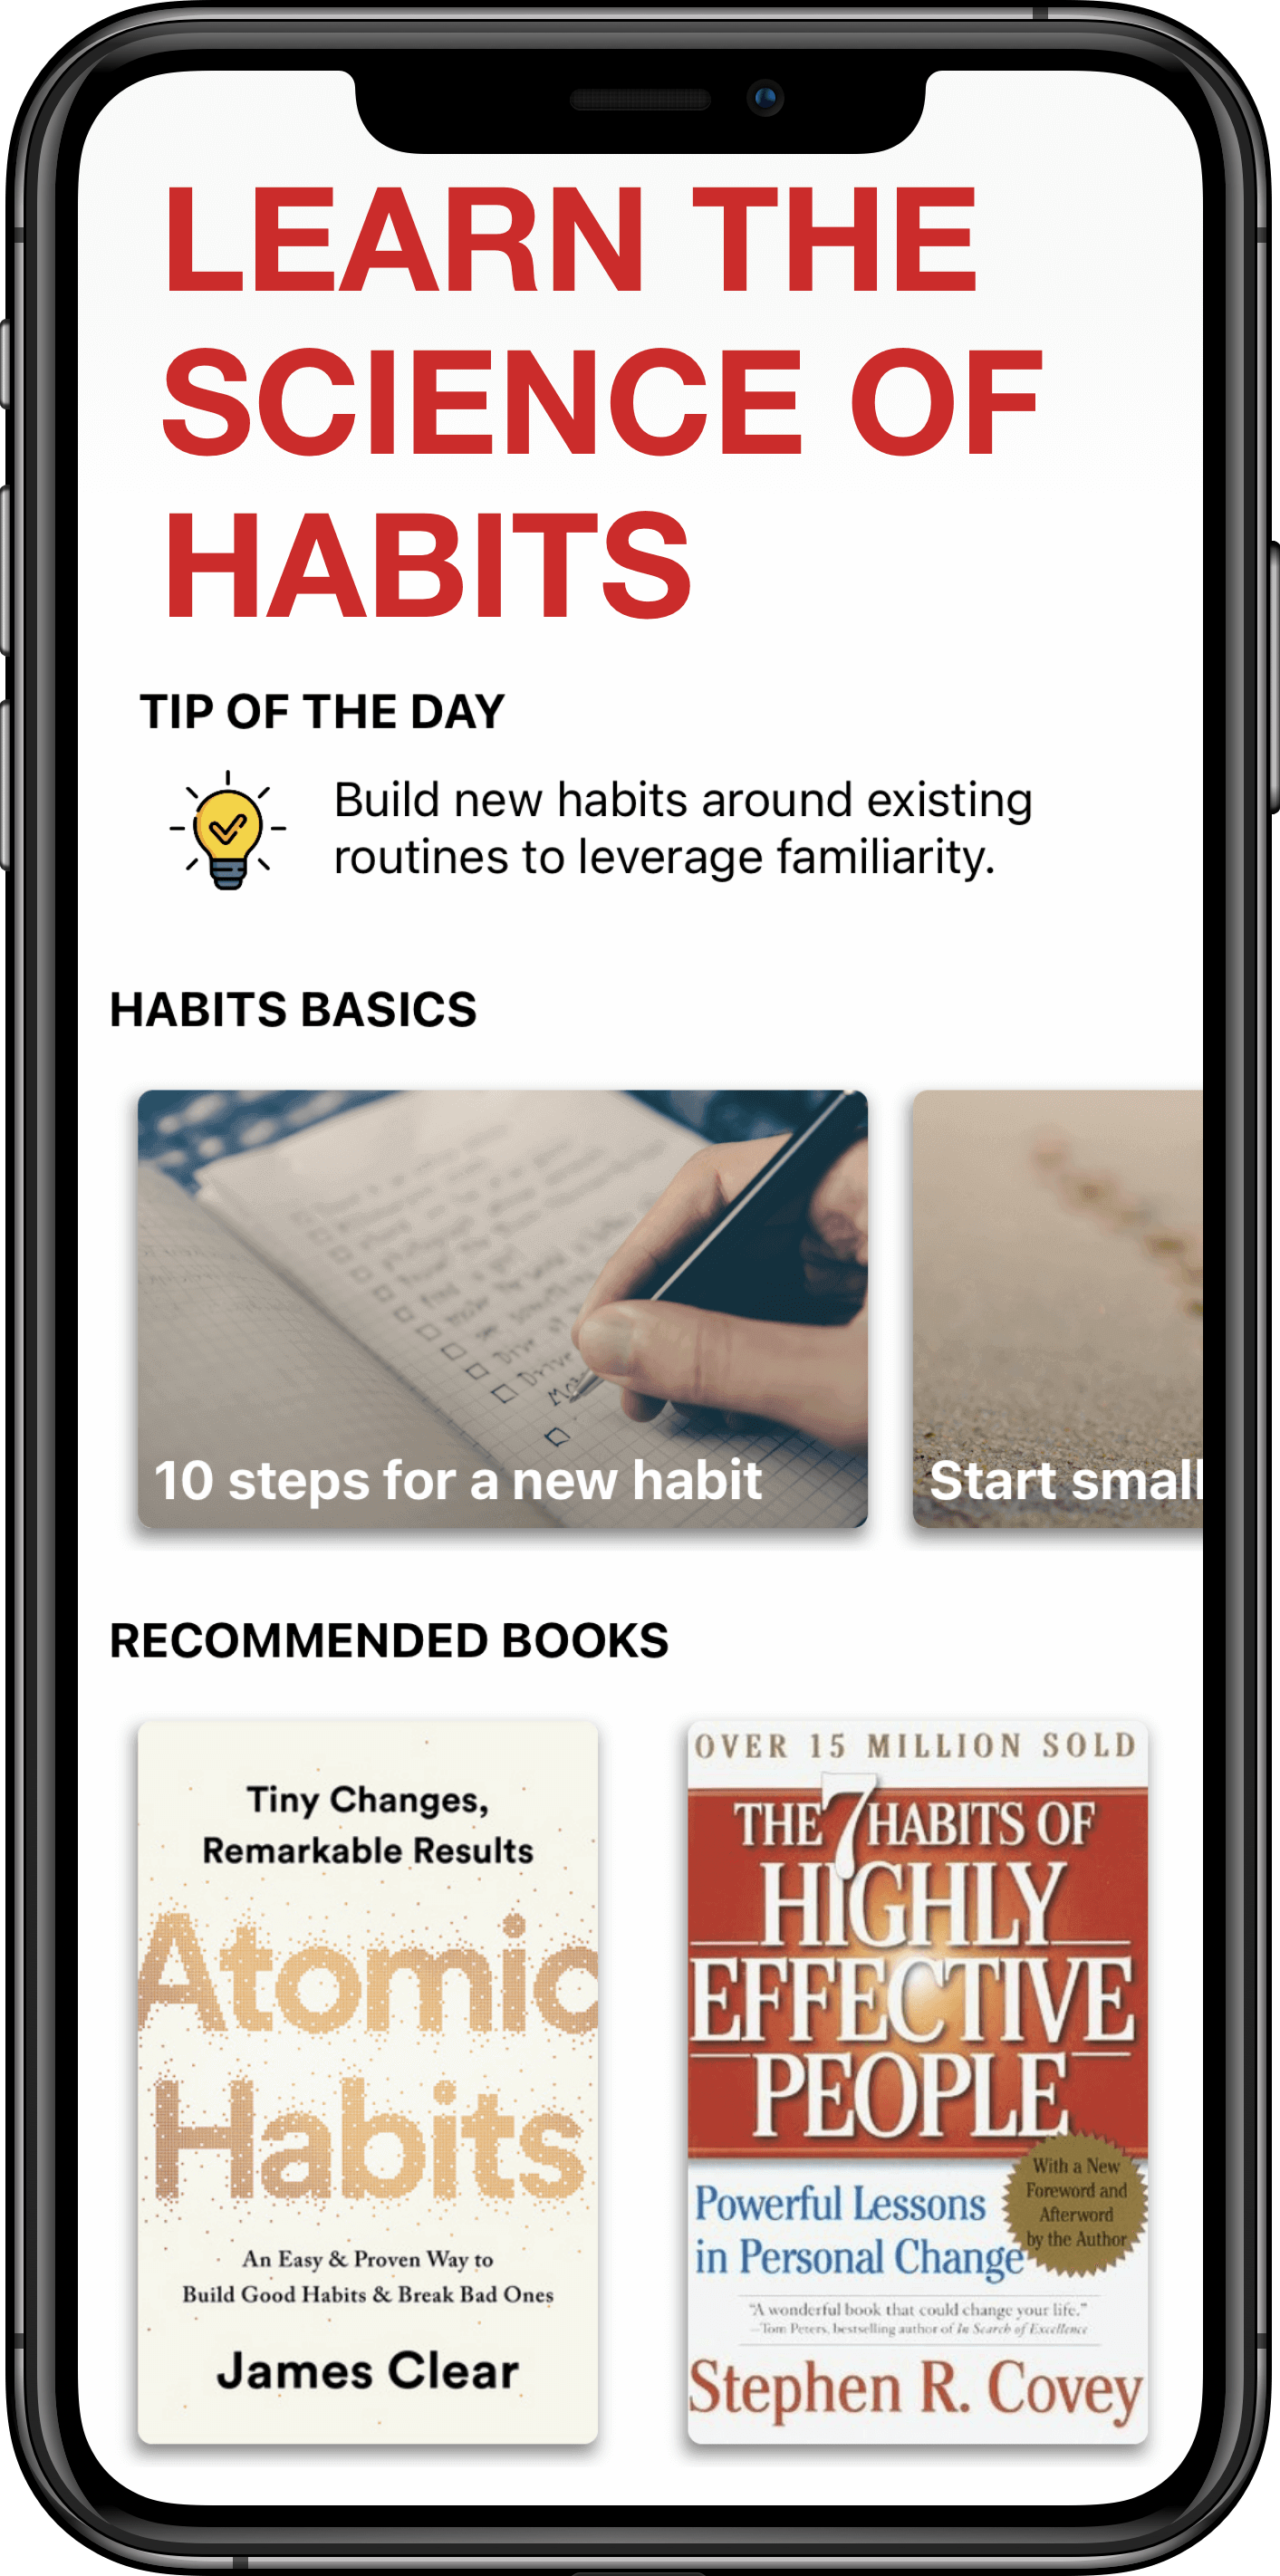 LEARN THE
SCIENCE OF
HABITS
TIP OF THE DAY
Build new habits around existing
routines to leverage familiarity.
HABITS BASICS
10 steps for a new habit
Start small
RECOMMENDED BOOKS
Tiny Changes,
Remarkable Results
Atomic
Habits
An Easy & Proven Way to
Build Good Habits & Break Bad Ones
James Clear
OVER 15 MILLION SOLD
THE 7 HABITS OF
HIGHLY
EFFECTIVE
PEOPLE
With a New
Foreword and
Afterword
by the Author
Powerful Lessons
in Personal Change
"A wonderful book that could change your life."
—Tom Peters, bestselling author of In Search of Excellence
Stephen R. Covey